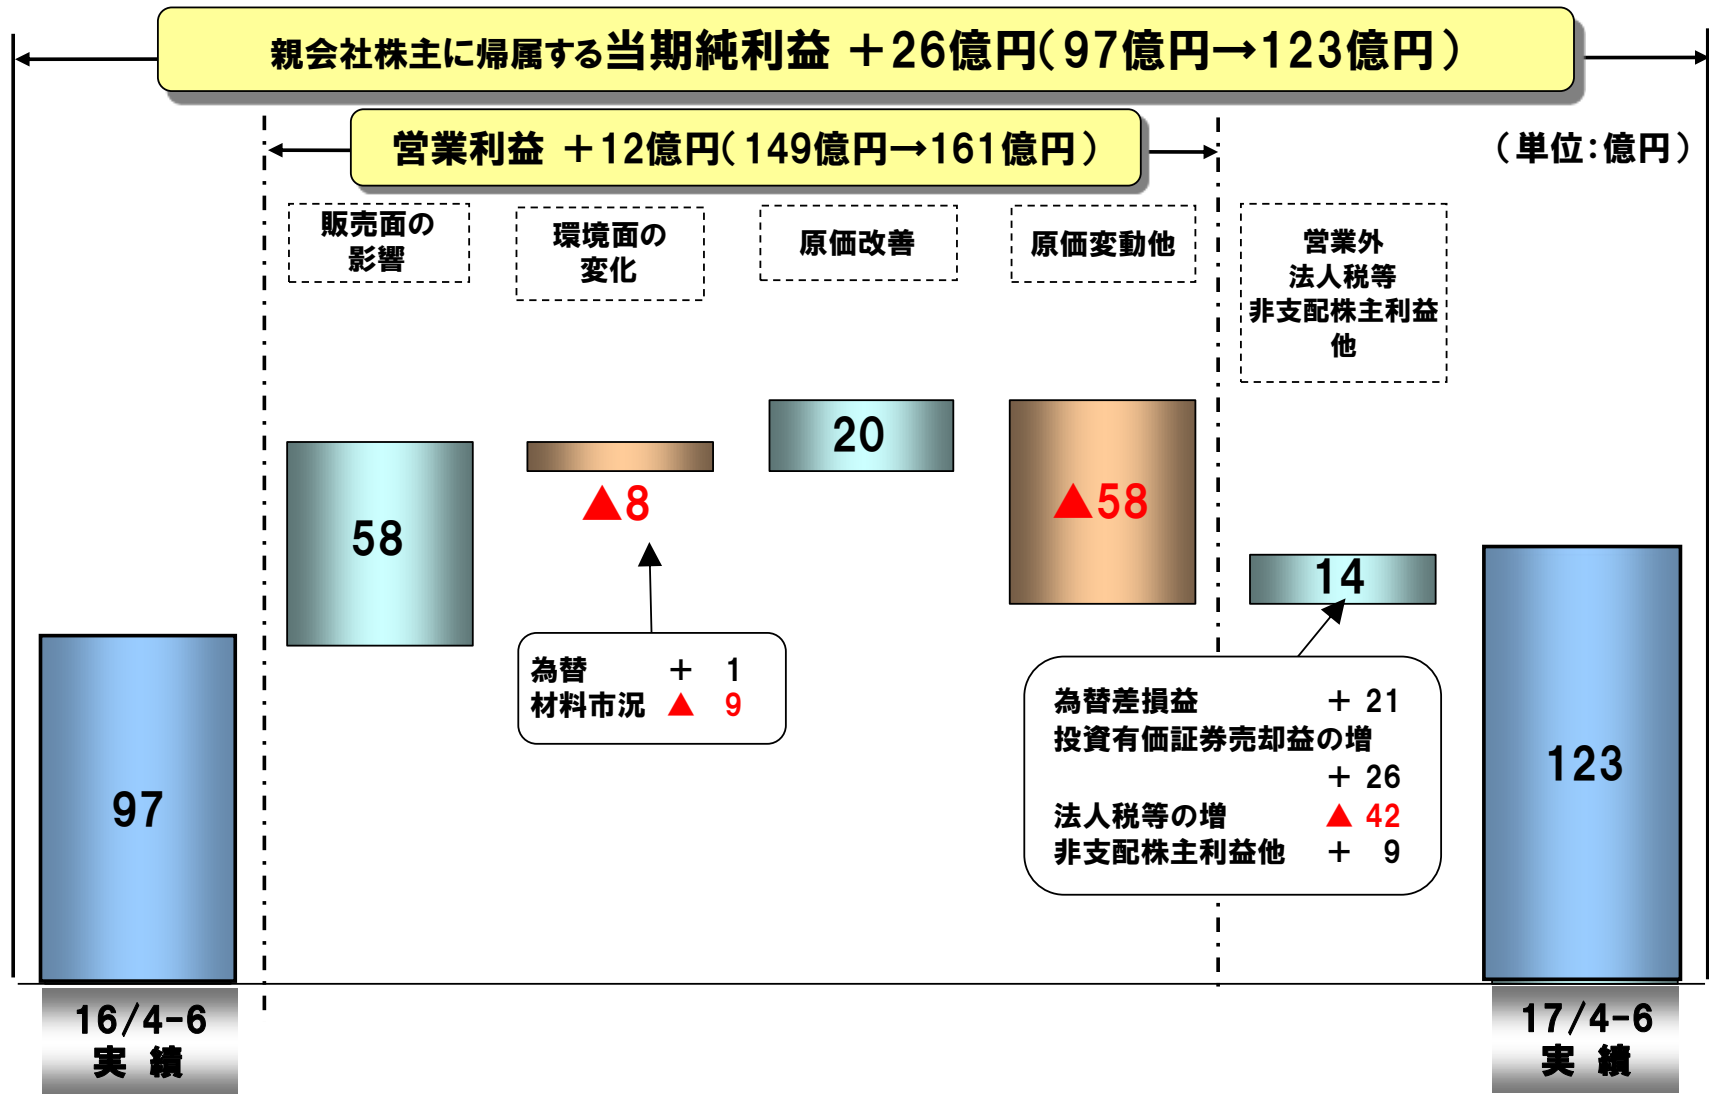 親会社株主に帰属する当期純利益 +26億円(97億円→123億円)
営業利益 +12億円(149億円→161億円)
(単位:億円)
販売面の
影響
環境面の
変化
原価改善
原価変動他
営業外
法人税等
非支配株主利益
他
97
58
▲8
20
▲58
14
123
為替 + 1
材料市況 ▲ 9
為替差損益 + 21
投資有価証券売却益の増
+ 26
法人税等の増 ▲ 42
非支配株主利益他 + 9
16/4-6
実 績
17/4-6
実 績